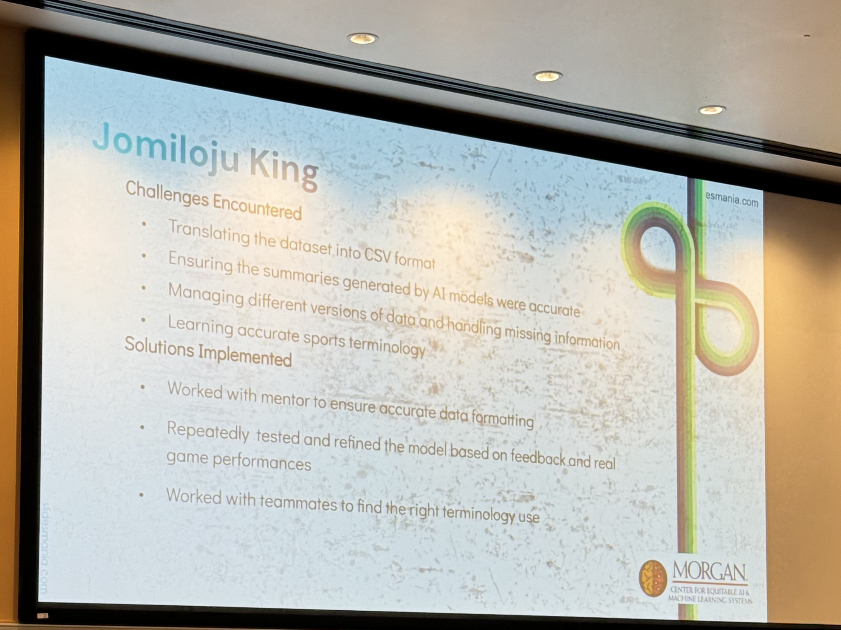 Jomiloju King
esmania.com
Challenges Encountered
• Translating the dataset into CSV format
• Ensuring the summaries generated by AI models were accurate
• Managing different versions of data and handling missing information
• Learning accurate sports terminology
Solutions Implemented
• Worked with mentor to ensure accurate data formatting
• Repeatedly tested and refined the model based on feedback and real
game performances
• Worked with teammates to find the right terminology use
MORGAN
CENTER FOR EQUITABLE AI &
MACHINE LEARNING SYSTEMS